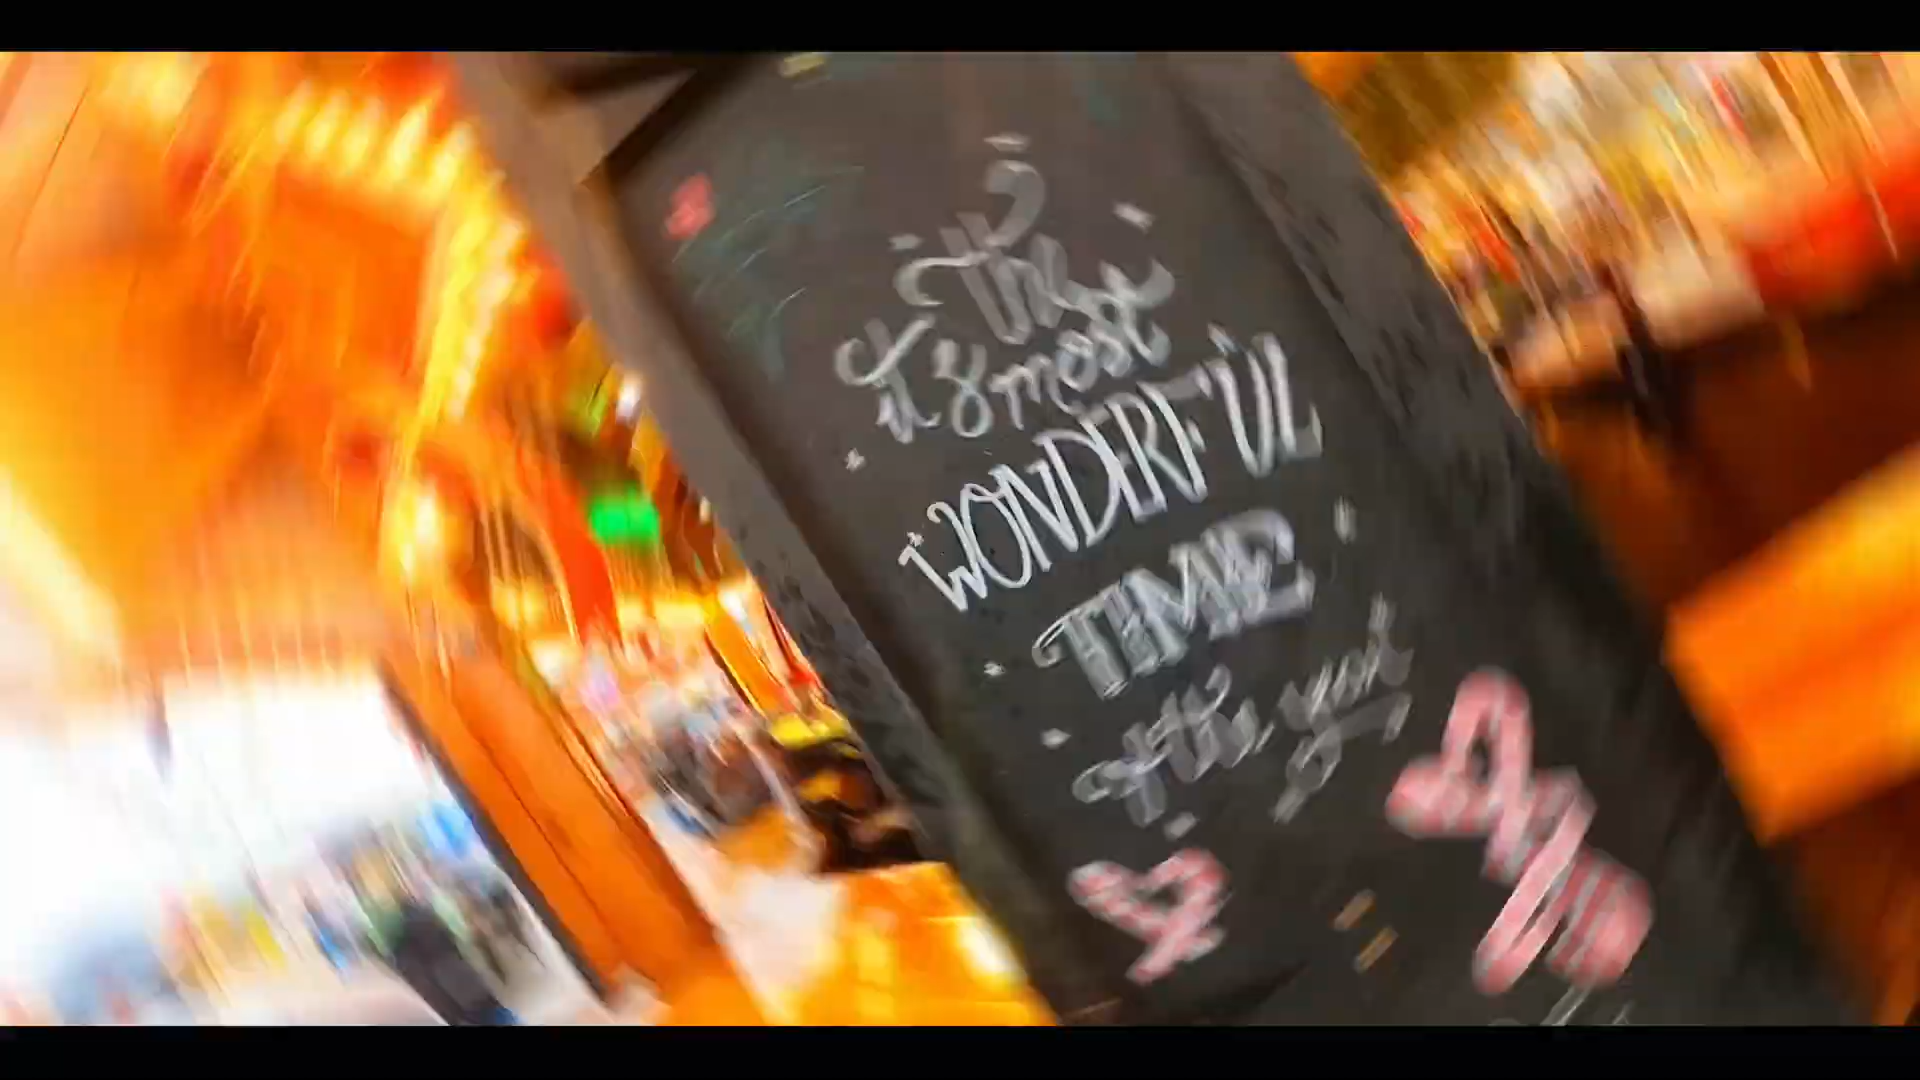 it's the most
WONDERFUL
TIME
of the year